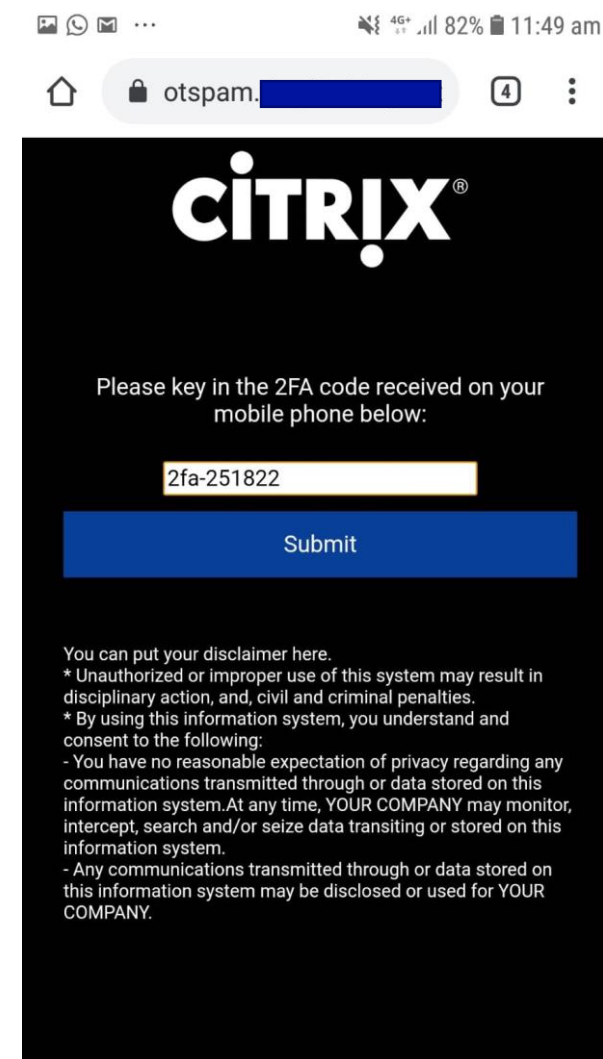 82% 11:49 am
otspam.
4
CiTRIX®
Please key in the 2FA code received on your
mobile phone below:
2fa-251822
Submit
You can put your disclaimer here.
* Unauthorized or improper use of this system may result in
disciplinary action, and, civil and criminal penalties.
* By using this information system, you understand and
consent to the following:
- You have no reasonable expectation of privacy regarding any
communications transmitted through or data stored on this
information system.At any time, YOUR COMPANY may monitor,
intercept, search and/or seize data transiting or stored on this
information system.
- Any communications transmitted through or data stored on
this information system may be disclosed or used for YOUR
COMPANY.